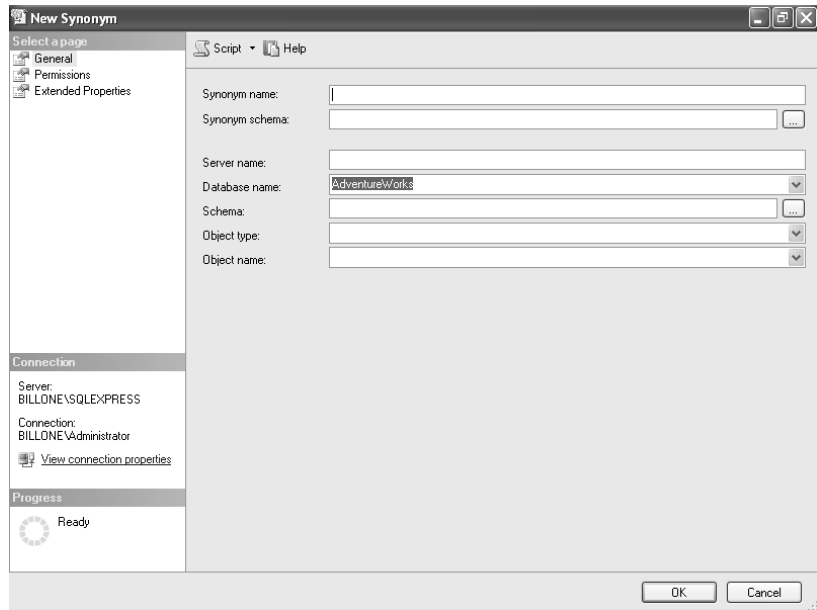 New Synonym
Select a page
General
Permissions
Extended Properties
Script
Help
Synonym name:
Synonym schema:
...
Server name:
Database name:
AdventureWorks
Schema:
...
Object type:
Object name:
Connection
Server:
BILLONE\SQLEXPRESS
Connection:
BILLONE\Administrator
View connection properties
Progress
Ready
OK
Cancel